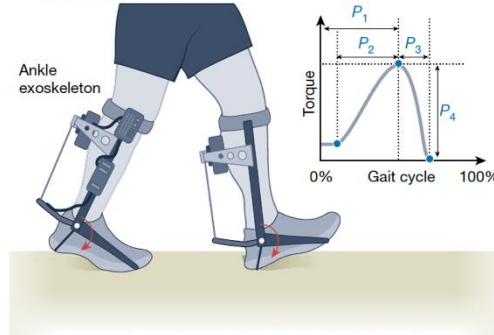 Ankle
exoskeleton
P1
P2
P3
P4
Torque
0%
Gait cycle
100%